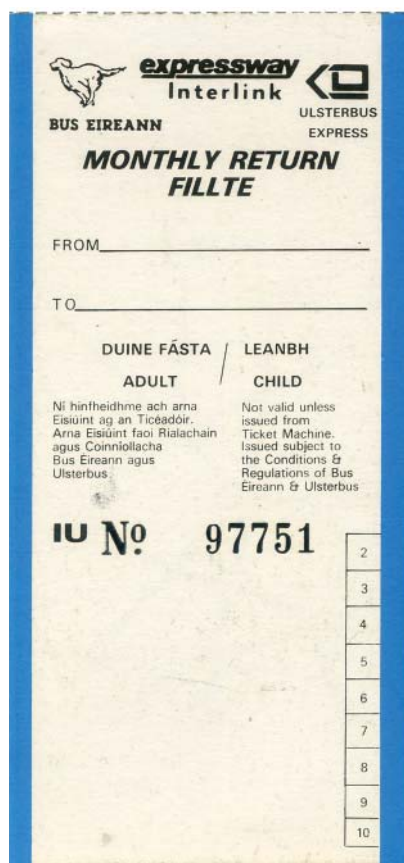 expressway
Interlink
BUS EIREANN
ULSTERBUS
EXPRESS
MONTHLY RETURN
FILLTE
FROM
TO
DUINE FÁSTA / LEANBH
ADULT CHILD
Ní hinfheidhme ach arna
Eisiúint ag an Ticéadóir.
Arna Eisiúint faoi Rialachain
agus Coinníollacha
Bus Eireann agus
Ulsterbus
Not valid unless
issued from
Ticket Machine.
Issued subject to
the Conditions &
Regulations of Bus
Éireann & Ulsterbus
IU Nº 97751
2
3
4
5
6
7
8
9
10